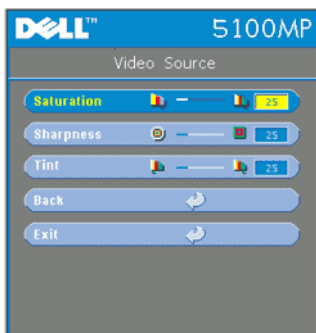 DELL™ 5100MP
Video Source
Saturation 25
Sharpness 25
Tint 25
Back
Exit